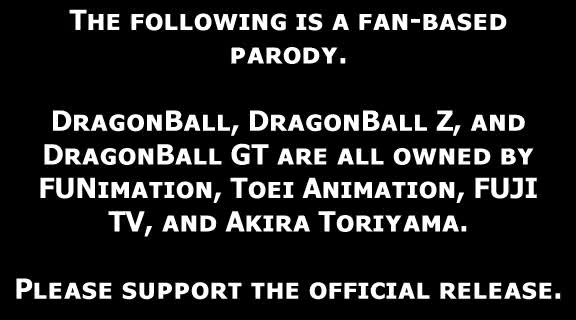 The following is a fan-based
parody.
DragonBall, DragonBall Z, and
DragonBall GT are all owned by
FUNimation, Toei Animation, FUJI
TV, and Akira Toriyama.
Please support the official release.